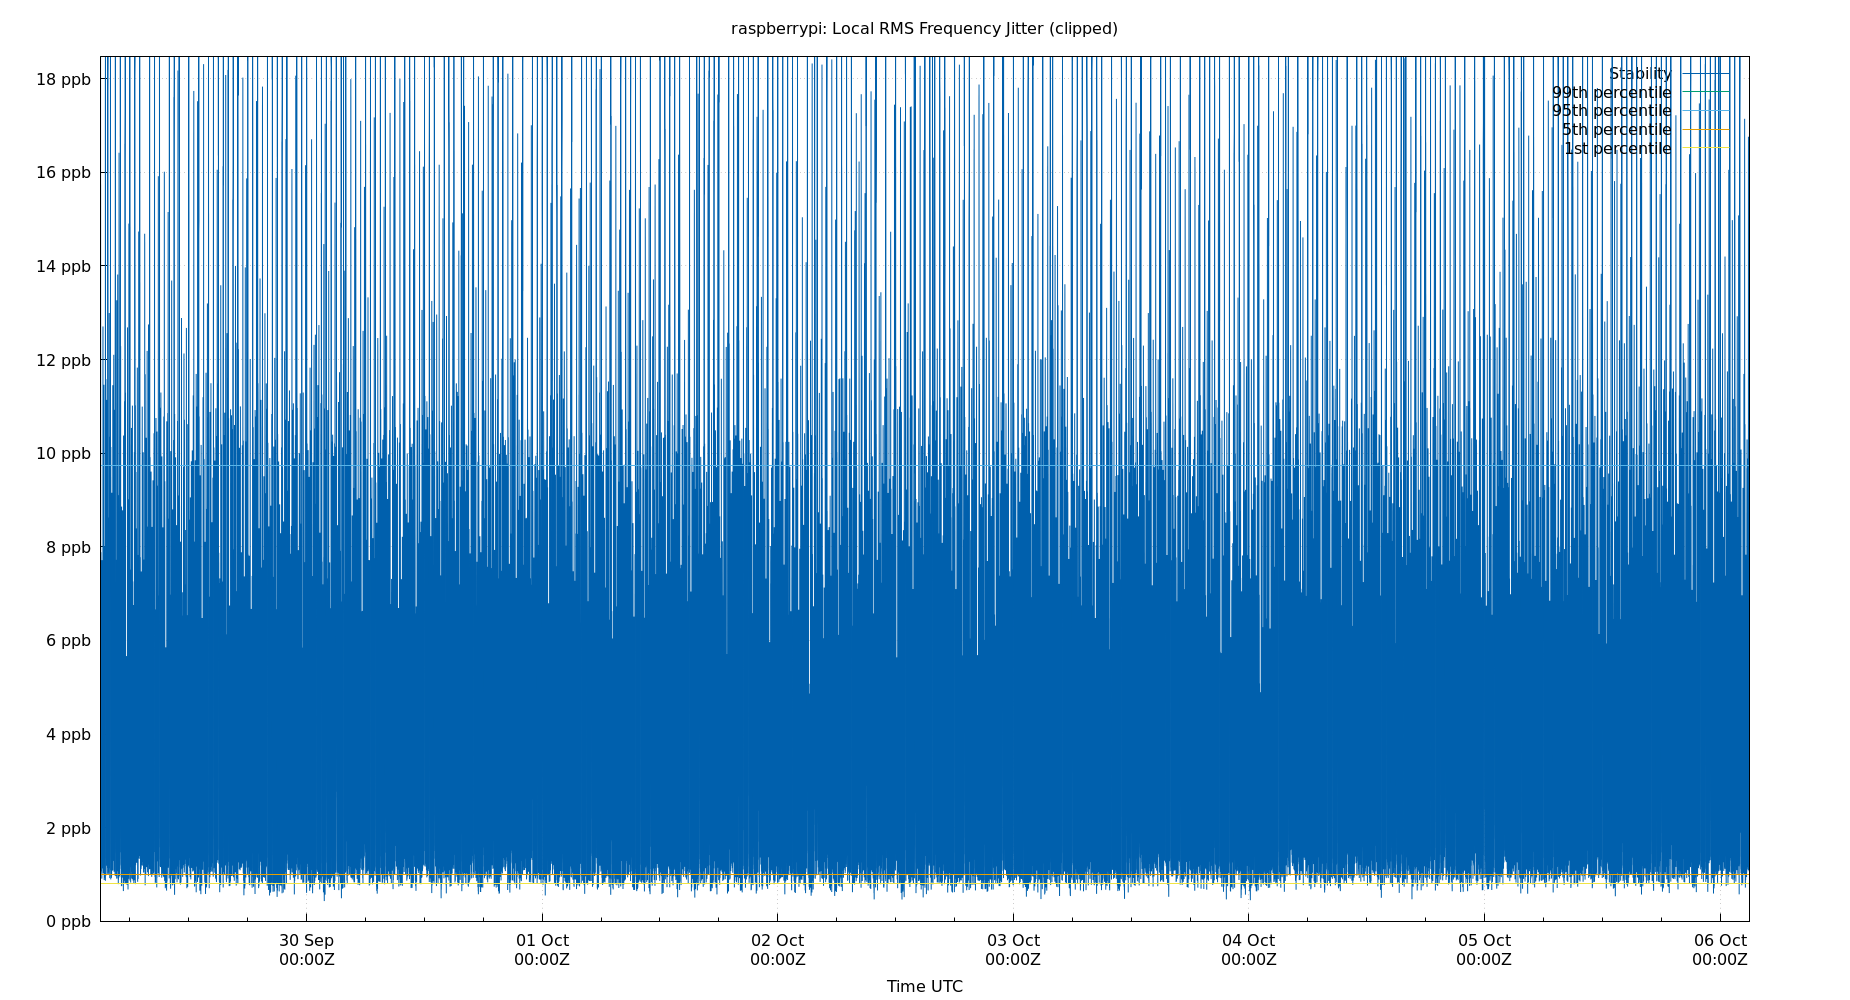 raspberrypi: Local RMS Frequency Jitter (clipped)
18 ppb
16 ppb
14 ppb
12 ppb
10 ppb
8 ppb
6 ppb
4 ppb
2 ppb
0 ppb
Stability
99th percentile
95th percentile
5th percentile
1st percentile
30 Sep
00:00Z
01 Oct
00:00Z
02 Oct
00:00Z
03 Oct
00:00Z
04 Oct
00:00Z
05 Oct
00:00Z
06 Oct
00:00Z
Time UTC